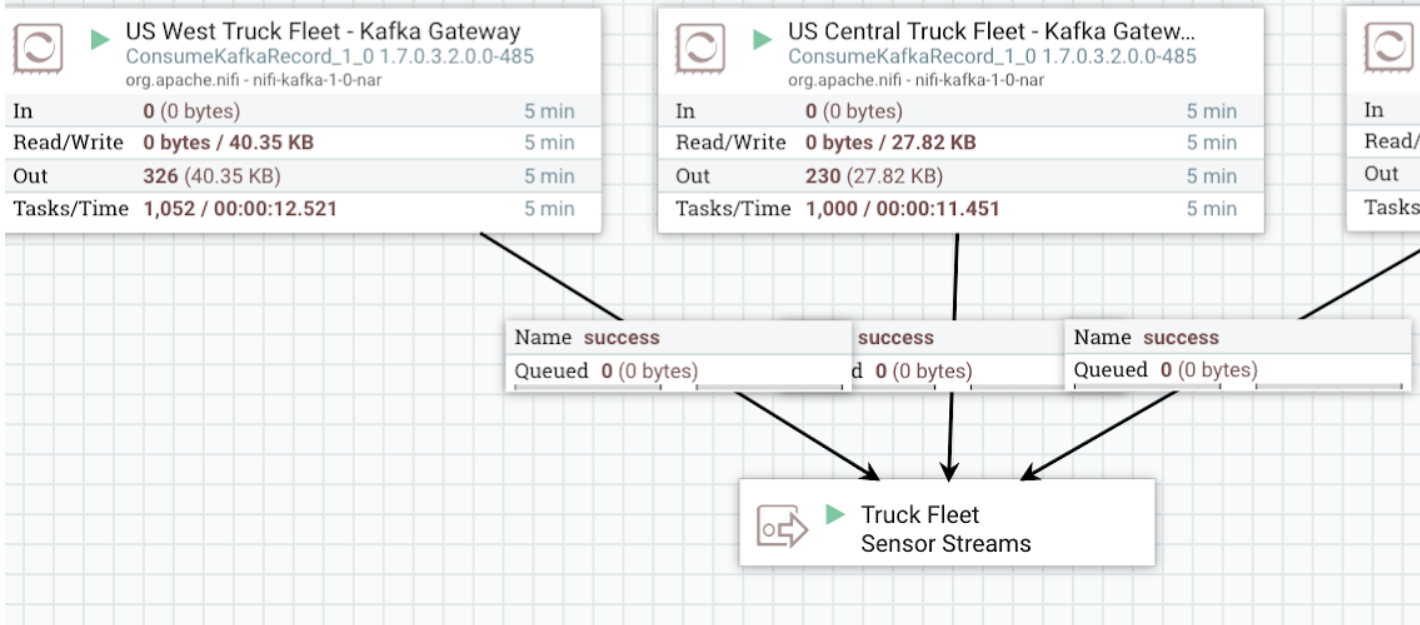 US West Truck Fleet - Kafka Gateway
ConsumeKafkaRecord_1_0 1.7.0.3.2.0.0-485
org.apache.nifi - nifi-kafka-1-0-nar
In 0 (0 bytes) 5 min
Read/Write 0 bytes / 40.35 KB 5 min
Out 326 (40.35 KB) 5 min
Tasks/Time 1,052 / 00:00:12.521 5 min
US Central Truck Fleet - Kafka Gatew...
ConsumeKafkaRecord_1_0 1.7.0.3.2.0.0-485
org.apache.nifi - nifi-kafka-1-0-nar
In 0 (0 bytes) 5 min
Read/Write 0 bytes / 27.82 KB 5 min
Out 230 (27.82 KB) 5 min
Tasks/Time 1,000 / 00:00:11.451 5 min
In
Read/
Out
Tasks
Name success
Queued 0 (0 bytes)
success
d 0 (0 bytes)
Name success
Queued 0 (0 bytes)
Truck Fleet
Sensor Streams